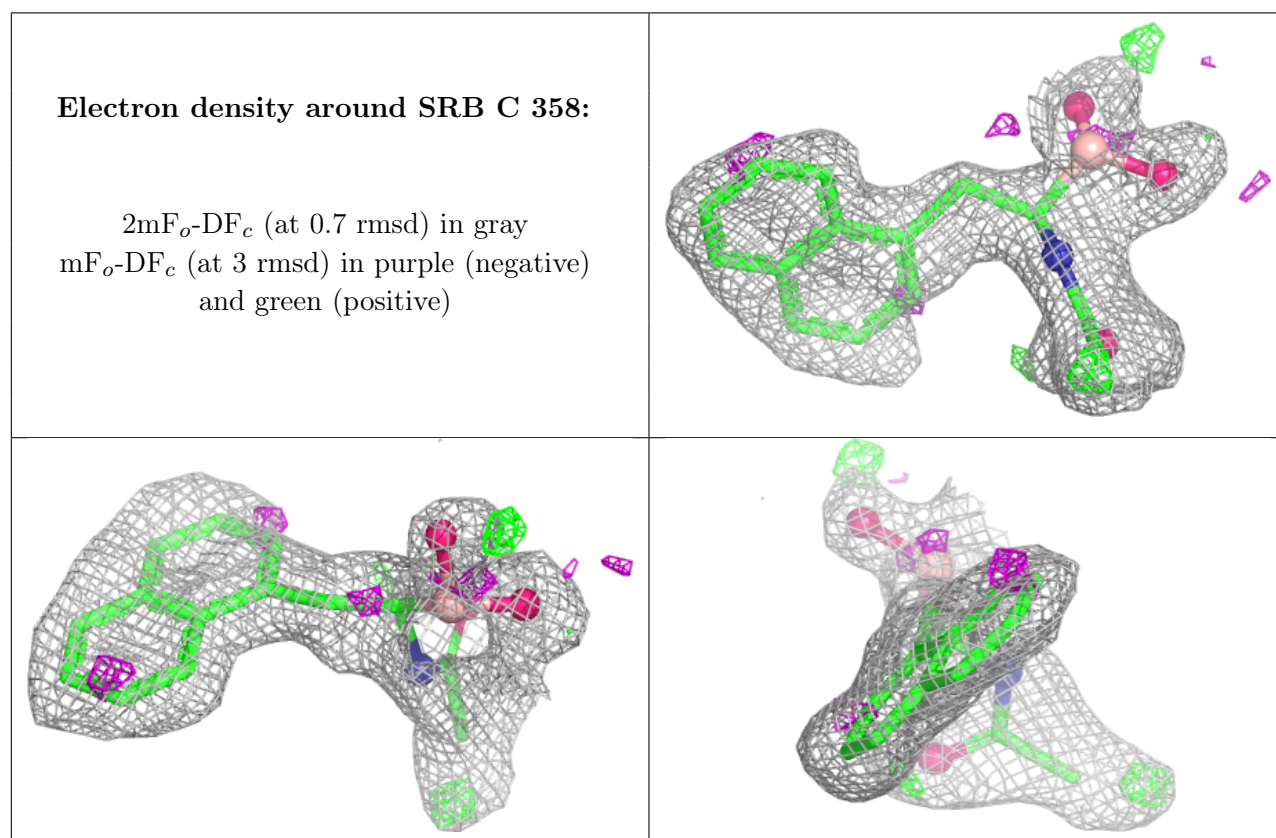 Electron density around SRB C 358:
2mFo-DFc (at 0.7 rmsd) in gray
mFo-DFc (at 3 rmsd) in purple (negative)
and green (positive)